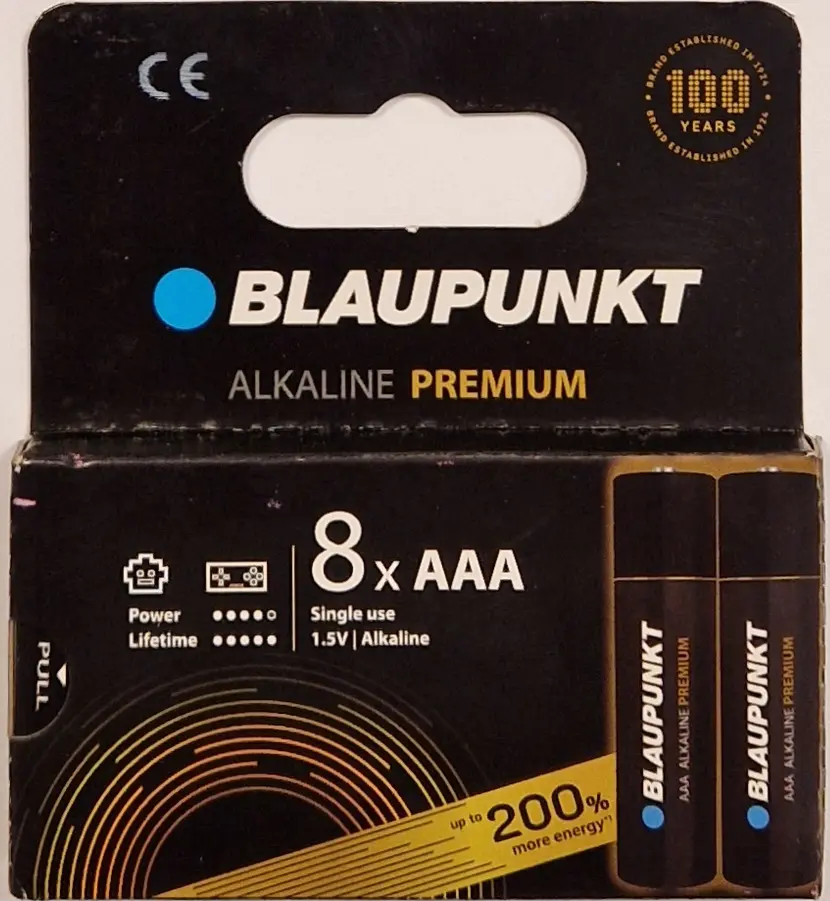 CE
BRAND ESTABLISHED IN 1924
100
YEARS
BRAND ESTABLISHED IN 1924
BLAUPUNKT
ALKALINE PREMIUM
8 x AAA
Power
Single use
Lifetime
1.5V | Alkaline
PULL
up to 200%
more energy*)
BLAUPUNKT
AAA ALKALINE PREMIUM
BLAUPUNKT
AAA ALKALINE PREMIUM